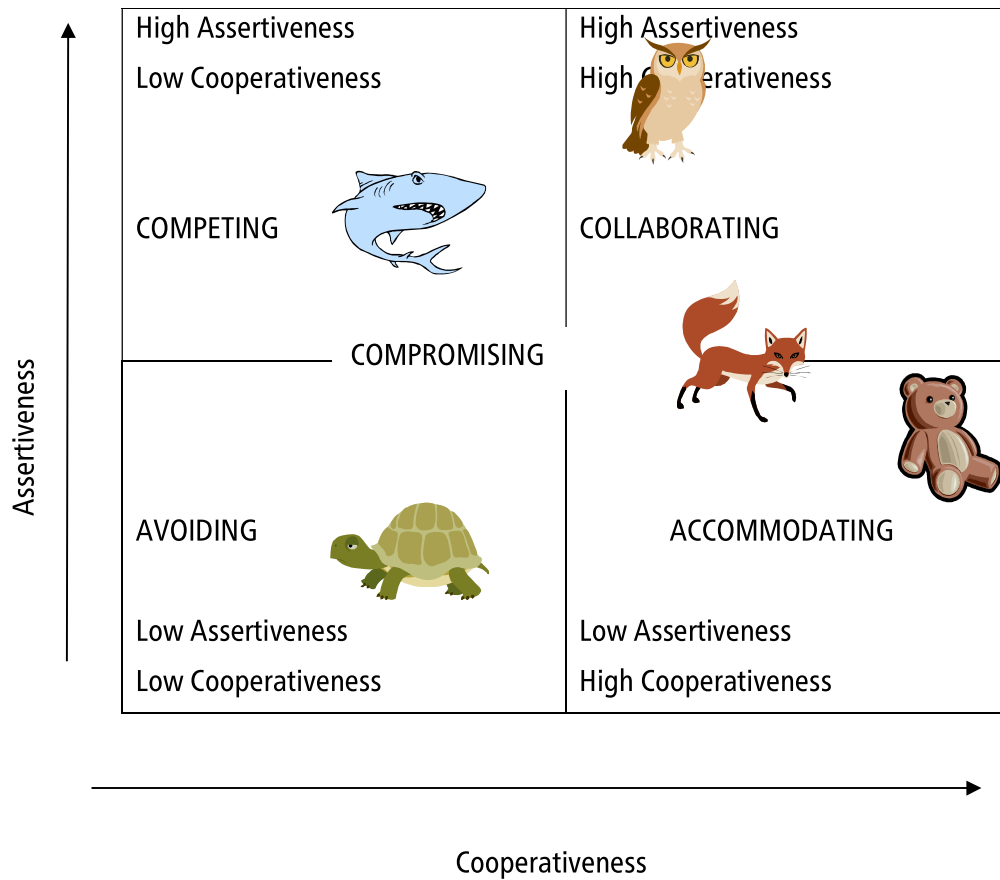 High Assertiveness
Low Cooperativeness
COMPETING
High Assertiveness
High erativeness
COLLABORATING
COMPROMISING
AVOIDING
Low Assertiveness
Low Cooperativeness
ACCOMMODATING
Low Assertiveness
High Cooperativeness
Assertiveness
Cooperativeness